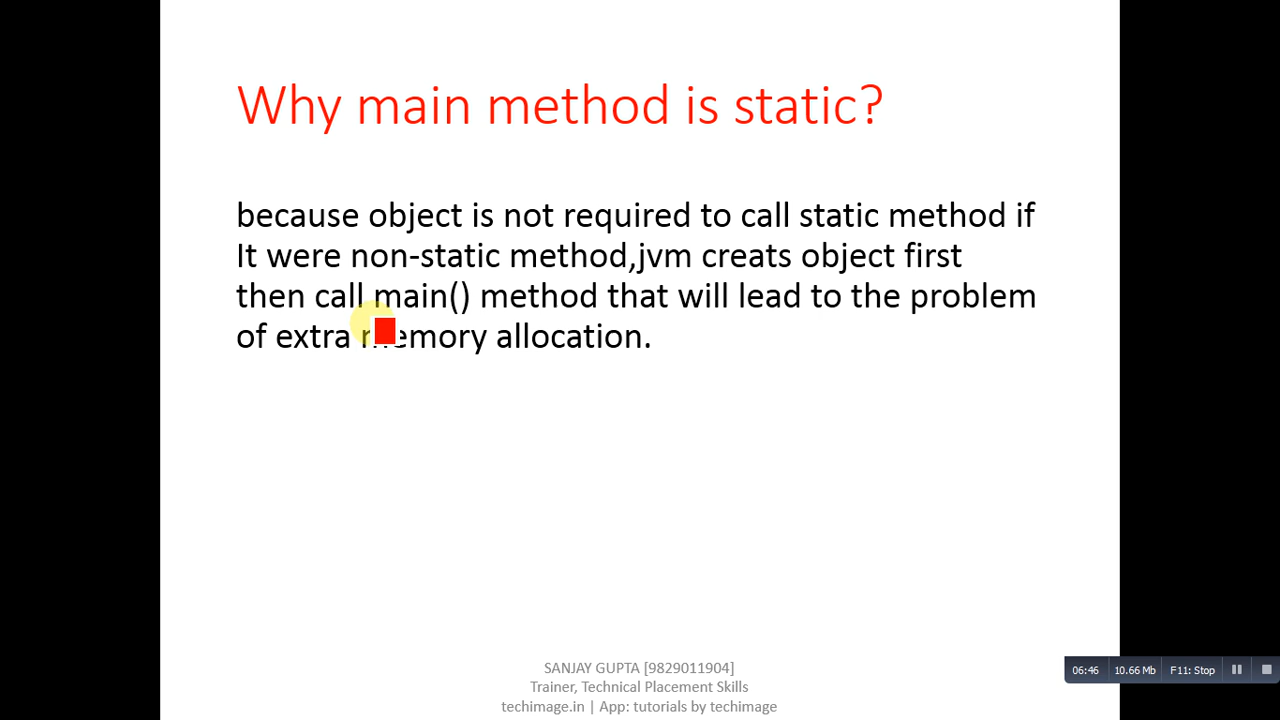 Why main method is static?
because object is not required to call static method if
It were non-static method,jvm creats object first
then call main() method that will lead to the problem
of extra memory allocation.
SANJAY GUPTA [9829011904]
Trainer, Technical Placement Skills
techimage.in | App: tutorials by techimage
06:46 10.66 Mb F11: Stop